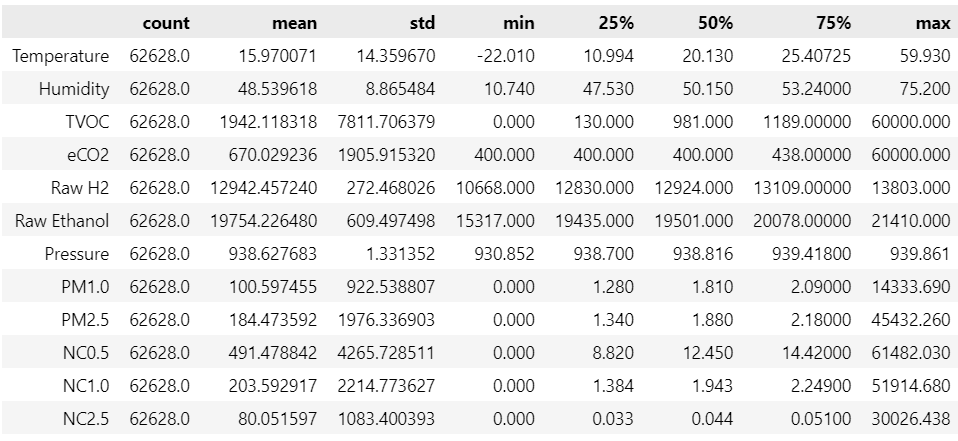 count mean std min 25% 50% 75% max
Temperature 62628.0 15.970071 14.359670 -22.010 10.994 20.130 25.40725 59.930
Humidity 62628.0 48.539618 8.865484 10.740 47.530 50.150 53.24000 75.200
TVOC 62628.0 1942.118318 7811.706379 0.000 130.000 981.000 1189.00000 60000.000
eCO2 62628.0 670.029236 1905.915320 400.000 400.000 400.000 438.00000 60000.000
Raw H2 62628.0 12942.457240 272.468026 10668.000 12830.000 12924.000 13109.00000 13803.000
Raw Ethanol 62628.0 19754.226480 609.497498 15317.000 19435.000 19501.000 20078.00000 21410.000
Pressure 62628.0 938.627683 1.331352 930.852 938.700 938.816 939.41800 939.861
PM1.0 62628.0 100.597455 922.538807 0.000 1.280 1.810 2.09000 14333.690
PM2.5 62628.0 184.473592 1976.336903 0.000 1.340 1.880 2.18000 45432.260
NC0.5 62628.0 491.478842 4265.728511 0.000 8.820 12.450 14.42000 61482.030
NC1.0 62628.0 203.592917 2214.773627 0.000 1.384 1.943 2.24900 51914.680
NC2.5 62628.0 80.051597 1083.400393 0.000 0.033 0.044 0.05100 30026.438